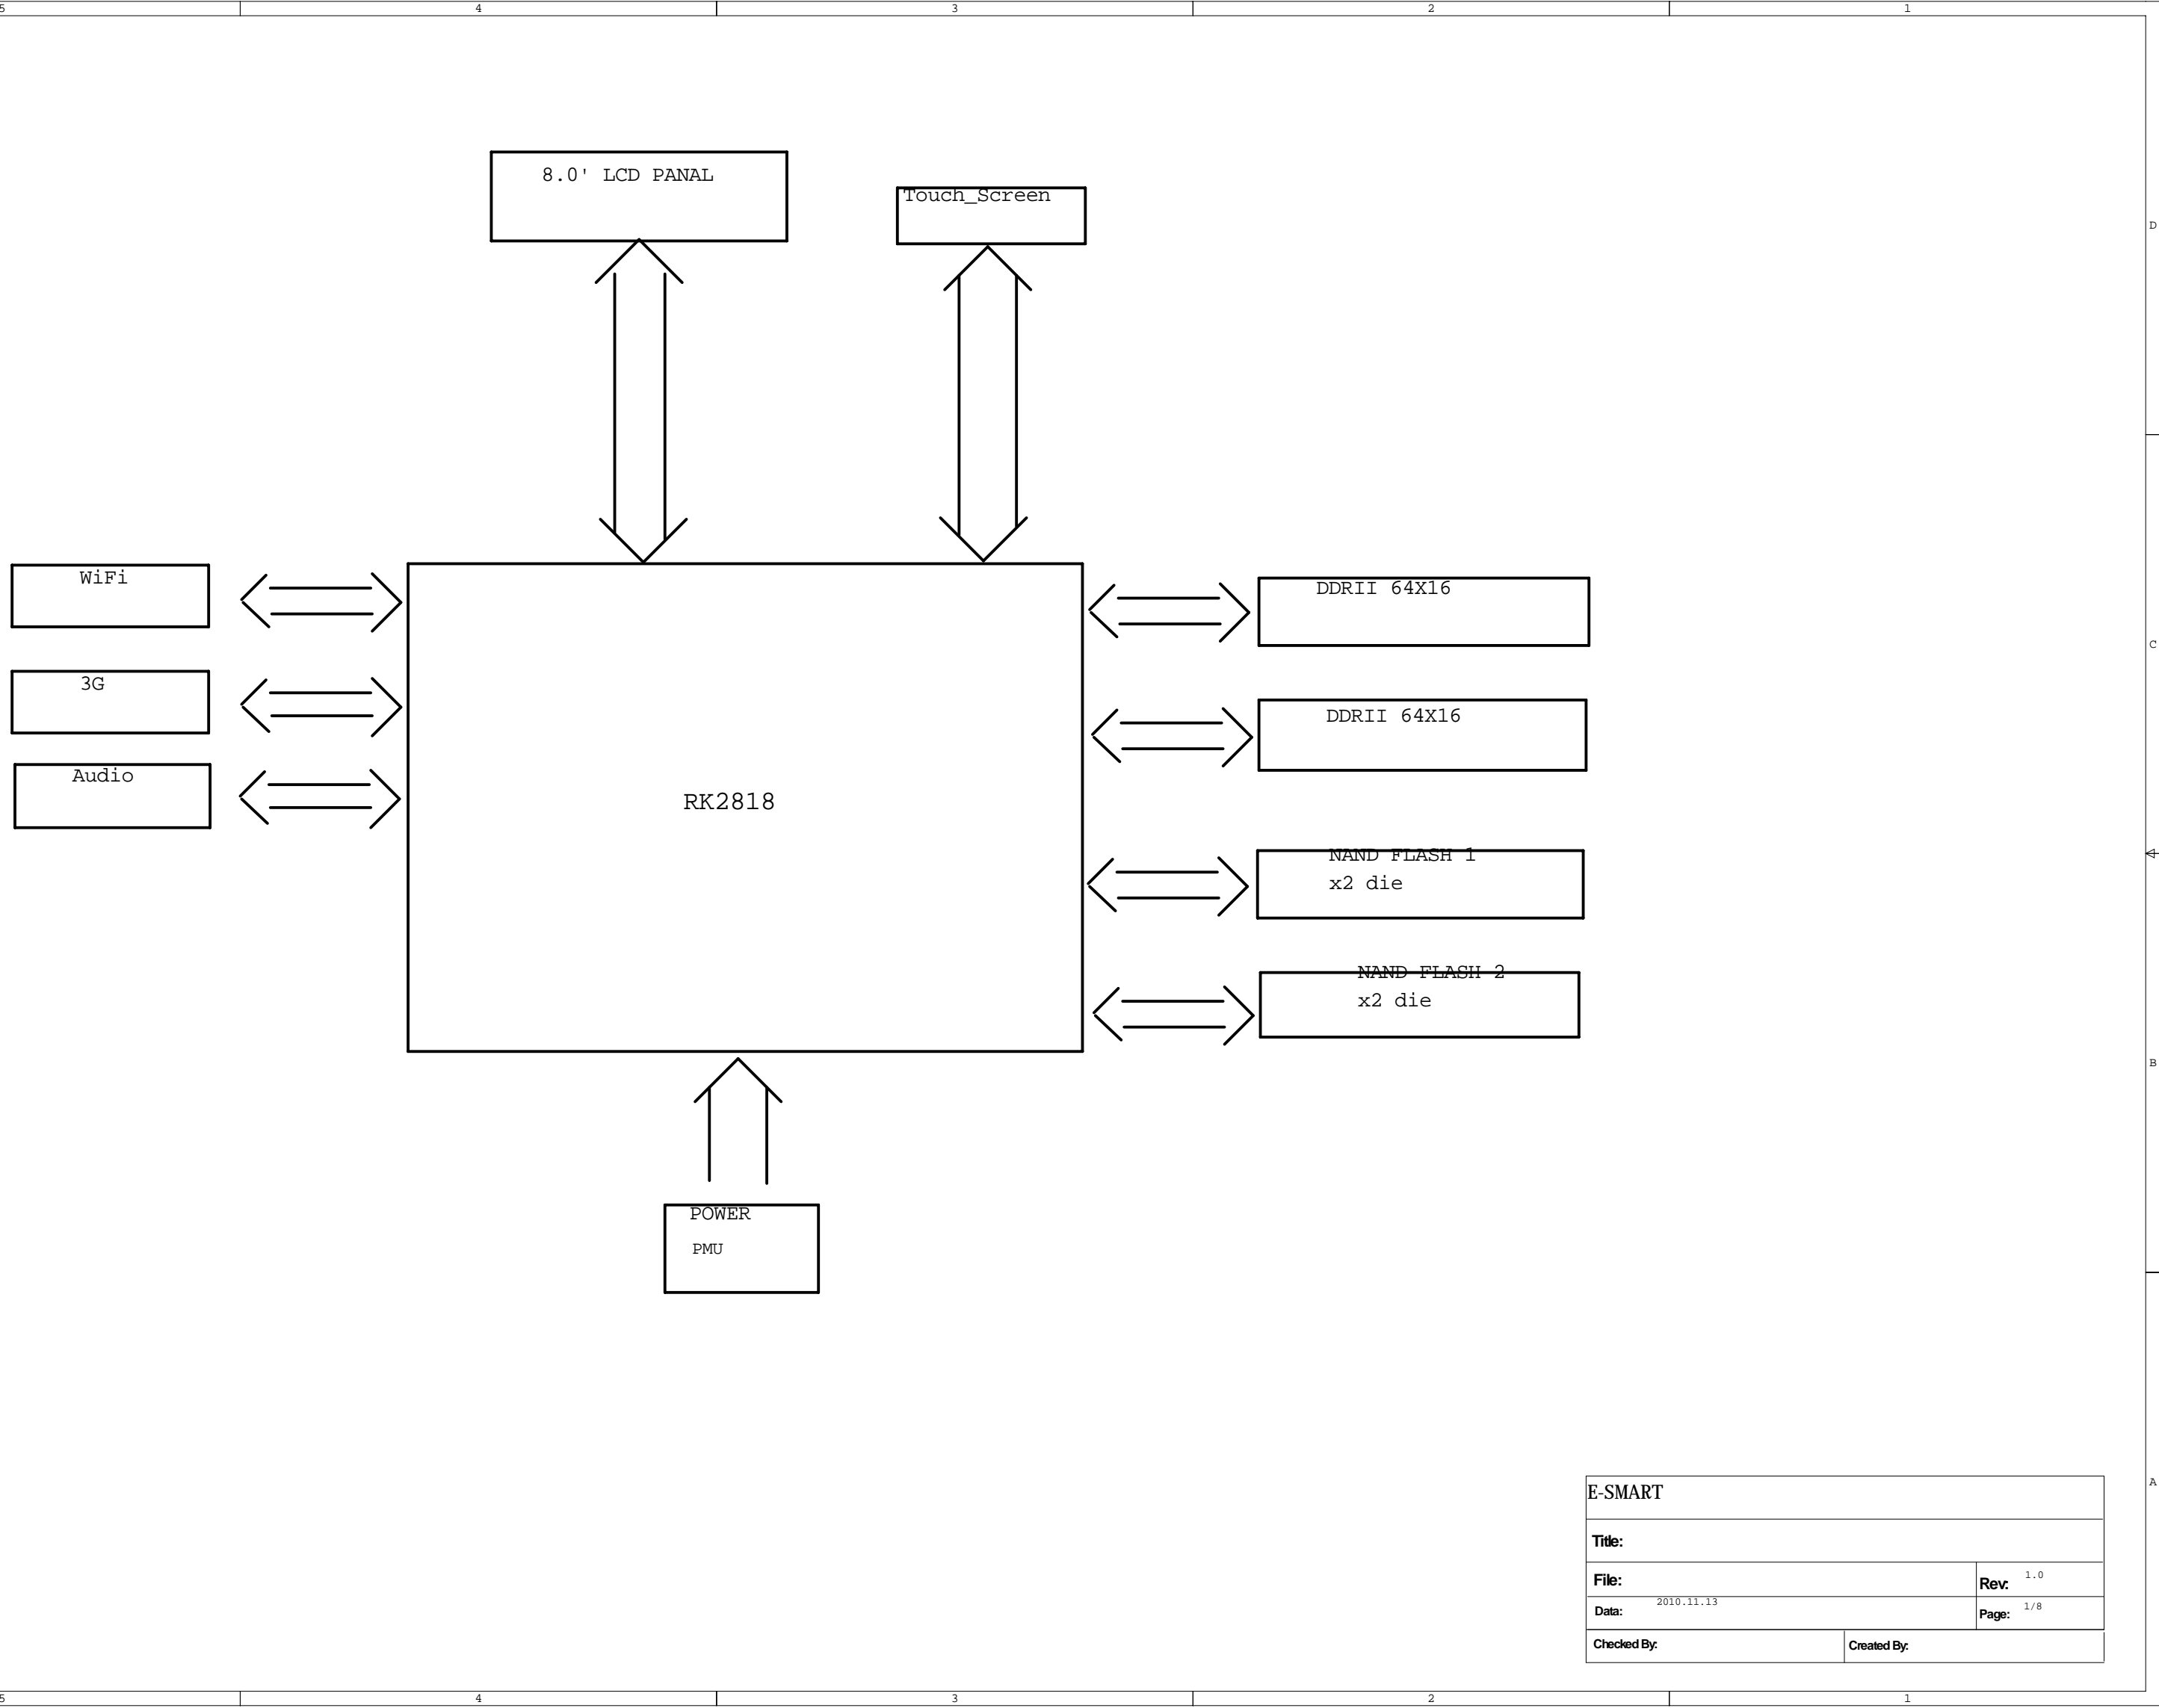 5 4 3 2 1
8.0' LCD PANAL
Touch_Screen
D
WiFi
DDRII 64X16
C
3G
DDRII 64X16
Audio
RK2818
NAND FLASH 1
x2 die
NAND FLASH 2
x2 die
B
POWER
PMU
E-SMART
A
Title:
File:
Rev: 1.0
Data: 2010.11.13
Page: 1/8
Checked By:
Created By:
5 4 3 2 1